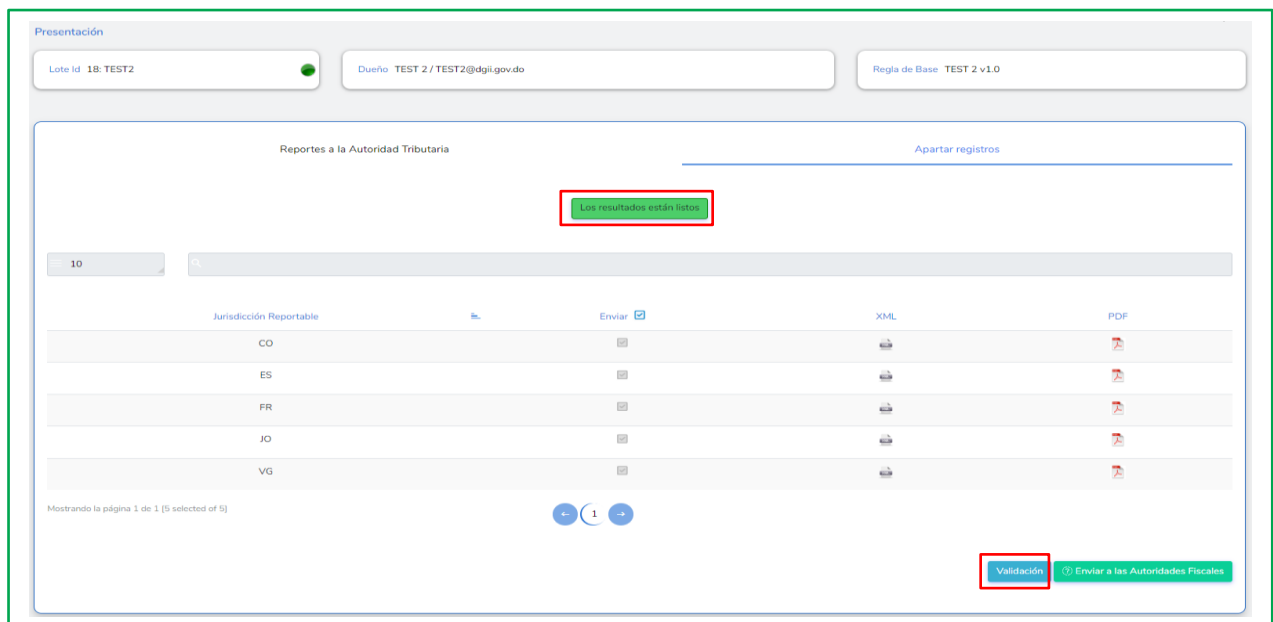 Presentación
Lote Id 18: TEST2
Dueño TEST 2 / TEST2@dgii.gov.do
Regla de Base TEST 2 v1.0
Reportes a la Autoridad Tributaria
Apartar registros
Los resultados están listos
10
Jurisdicción Reportable Enviar XML PDF
CO
ES
FR
JO
VG
Mostrando la página 1 de 1 [5 selected of 5]
← 1 →
Validación
? Enviar a las Autoridades Fiscales